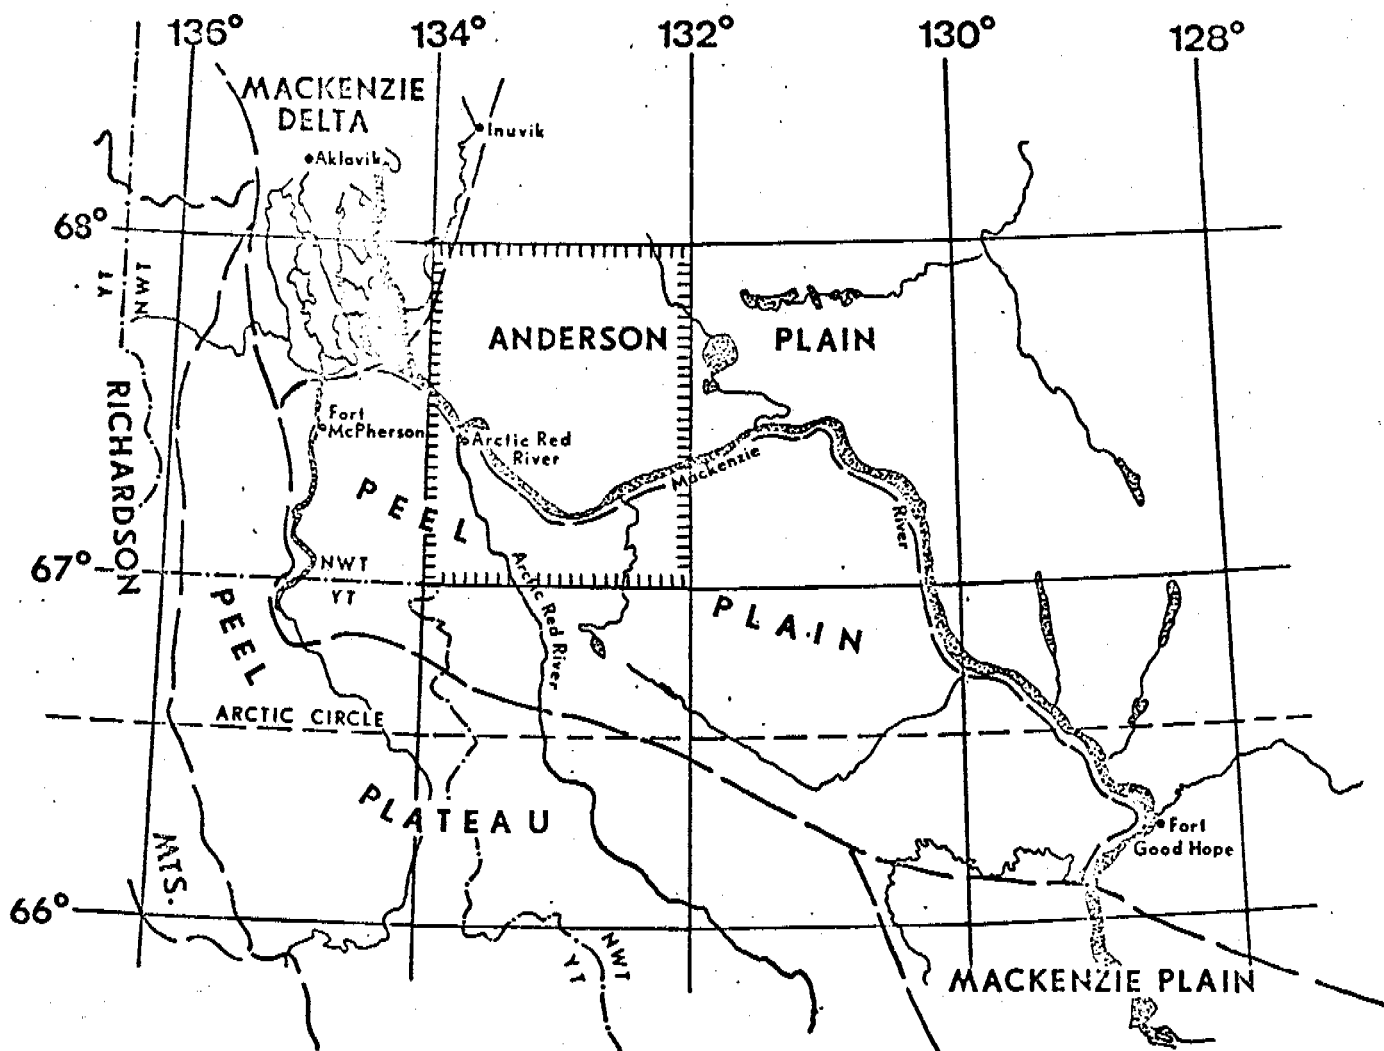 136° 134° 132° 130° 128°
MACKENZIE
DELTA
Inuvik
Aklavik
68°
NWT
YT
ANDERSON PLAIN
RICHARDSON
Fort
McPherson
Arctic Red
River
Mackenzie
River
PEEL
67°
NWT
YT
Arctic Red River
PEEL
PLAIN
ARCTIC CIRCLE
PLATEAU
MTS.
Fort
Good Hope
66°
NWT
YT
MACKENZIE PLAIN